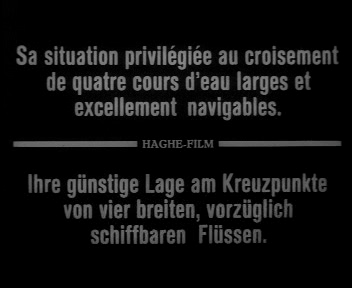 Sa situation privilégiée au croisement
de quatre cours d'eau larges et
excellement navigables.
HAGHE-FILM
Ihre günstige Lage am Kreuzpunkte
von vier breiten, vorzüglich
schiffbaren Flüssen.